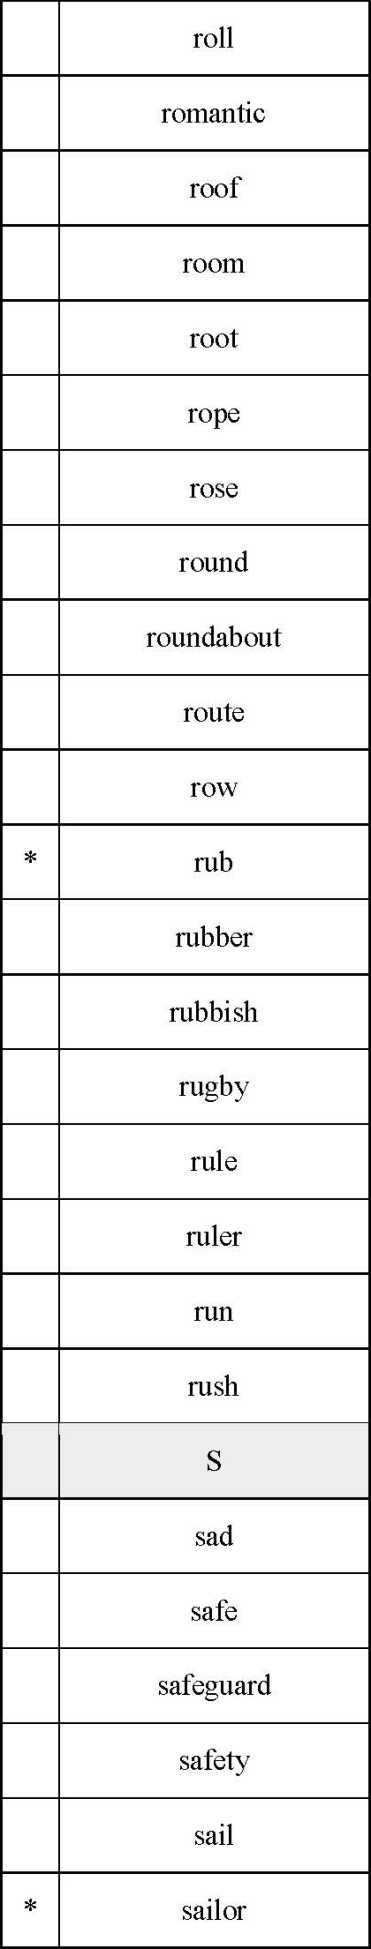 roll
romantic
roof
room
root
rope
rose
round
roundabout
route
row
* rub
rubber
rubbish
rugby
rule
ruler
run
rush
S
sad
safe
safeguard
safety
sail
* sailor